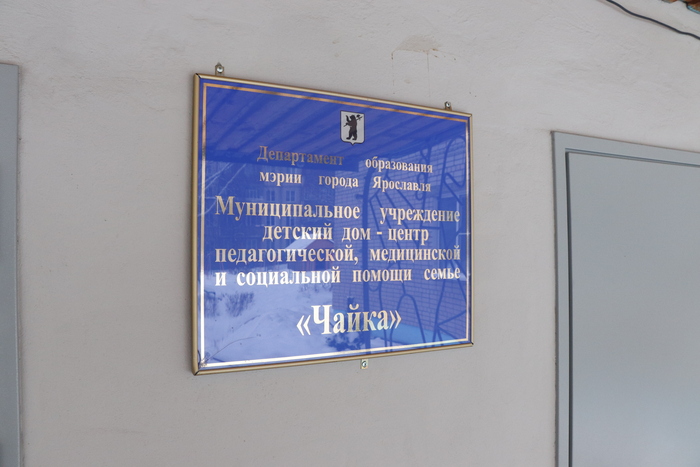 Департамент образования
мэрии города Ярославля
Муниципальное учреждение
детский дом - центр
педагогической, медицинской
и социальной помощи семье
«Чайка»